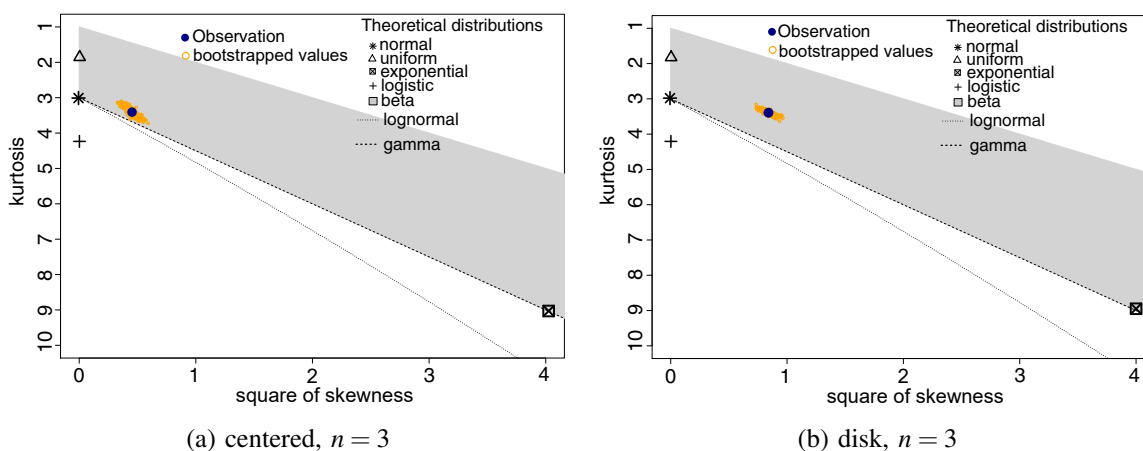 Theoretical distributions
Observation
bootstrapped values
normal
uniform
exponential
logistic
beta
lognormal
gamma
kurtosis
1
2
3
4
5
6
7
8
9
10
0 1 2 3 4
square of skewness
(a) centered, n = 3
Theoretical distributions
Observation
bootstrapped values
normal
uniform
exponential
logistic
beta
lognormal
gamma
kurtosis
1
2
3
4
5
6
7
8
9
10
0 1 2 3 4
square of skewness
(b) disk, n = 3